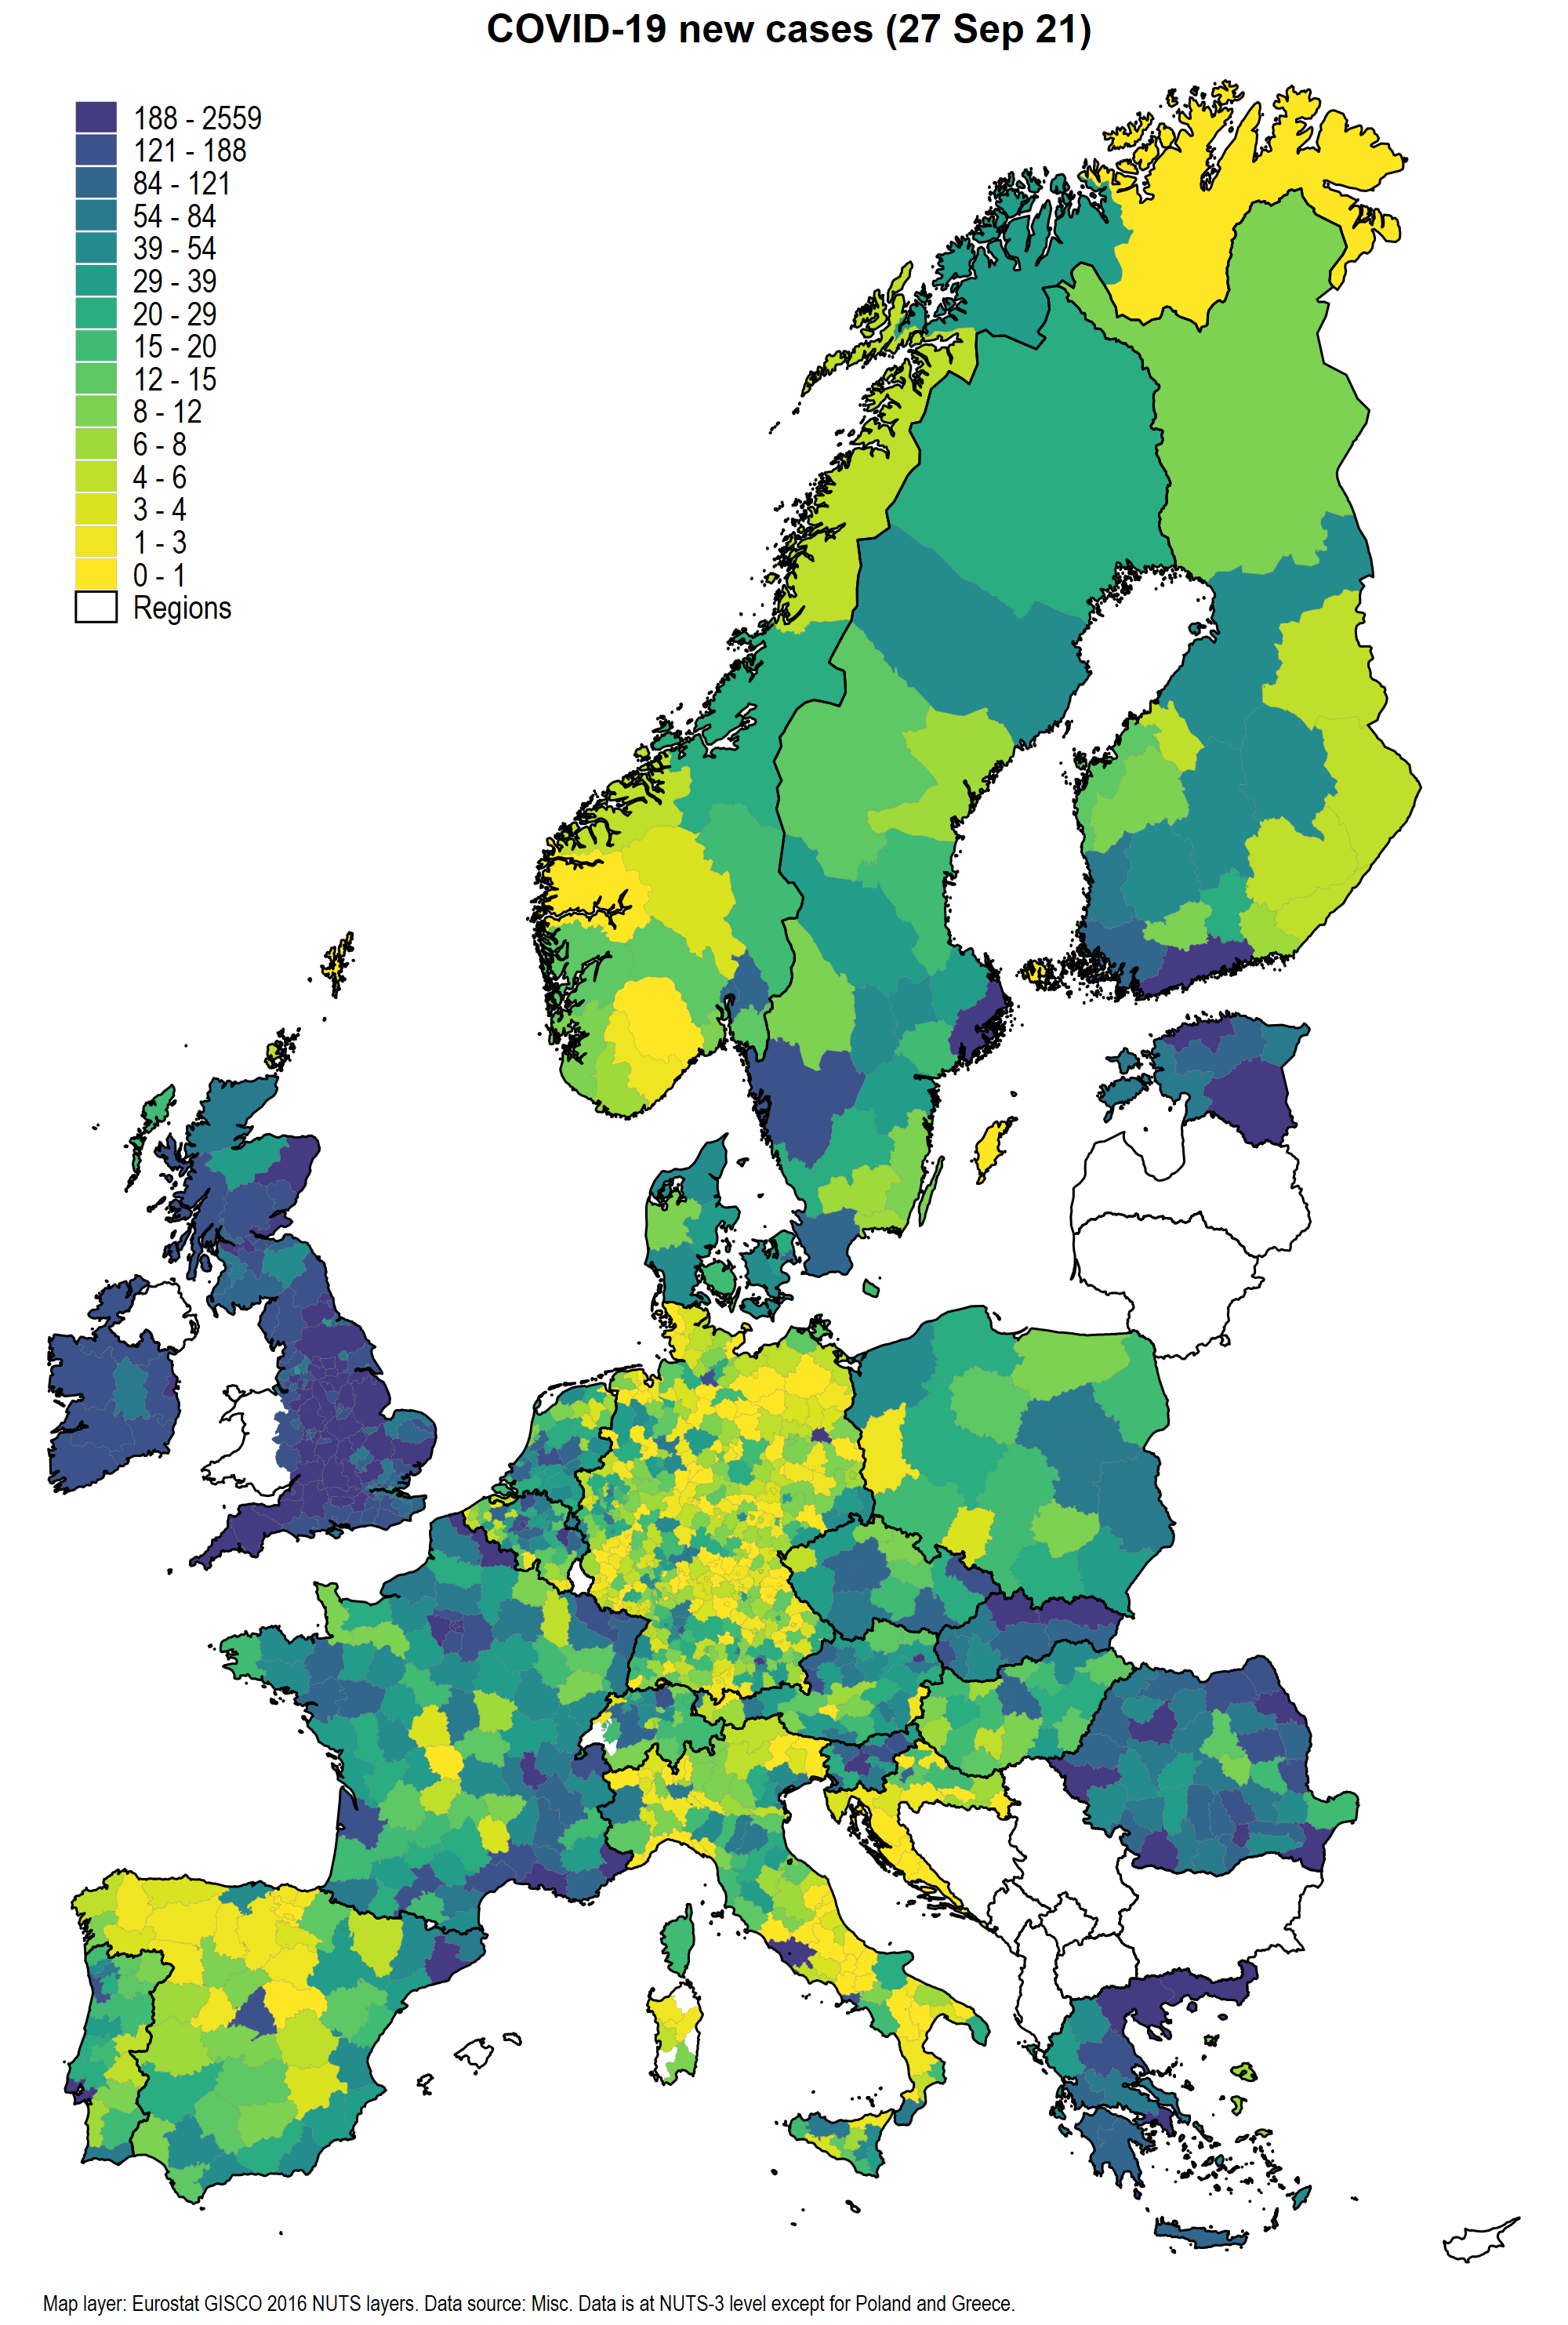 COVID-19 new cases (27 Sep 21)
188 - 2559
121 - 188
84 - 121
54 - 84
39 - 54
29 - 39
20 - 29
15 - 20
12 - 15
8 - 12
6 - 8
4 - 6
3 - 4
1 - 3
0 - 1
Regions
Map layer: Eurostat GISCO 2016 NUTS layers. Data source: Misc. Data is at NUTS-3 level except for Poland and Greece.